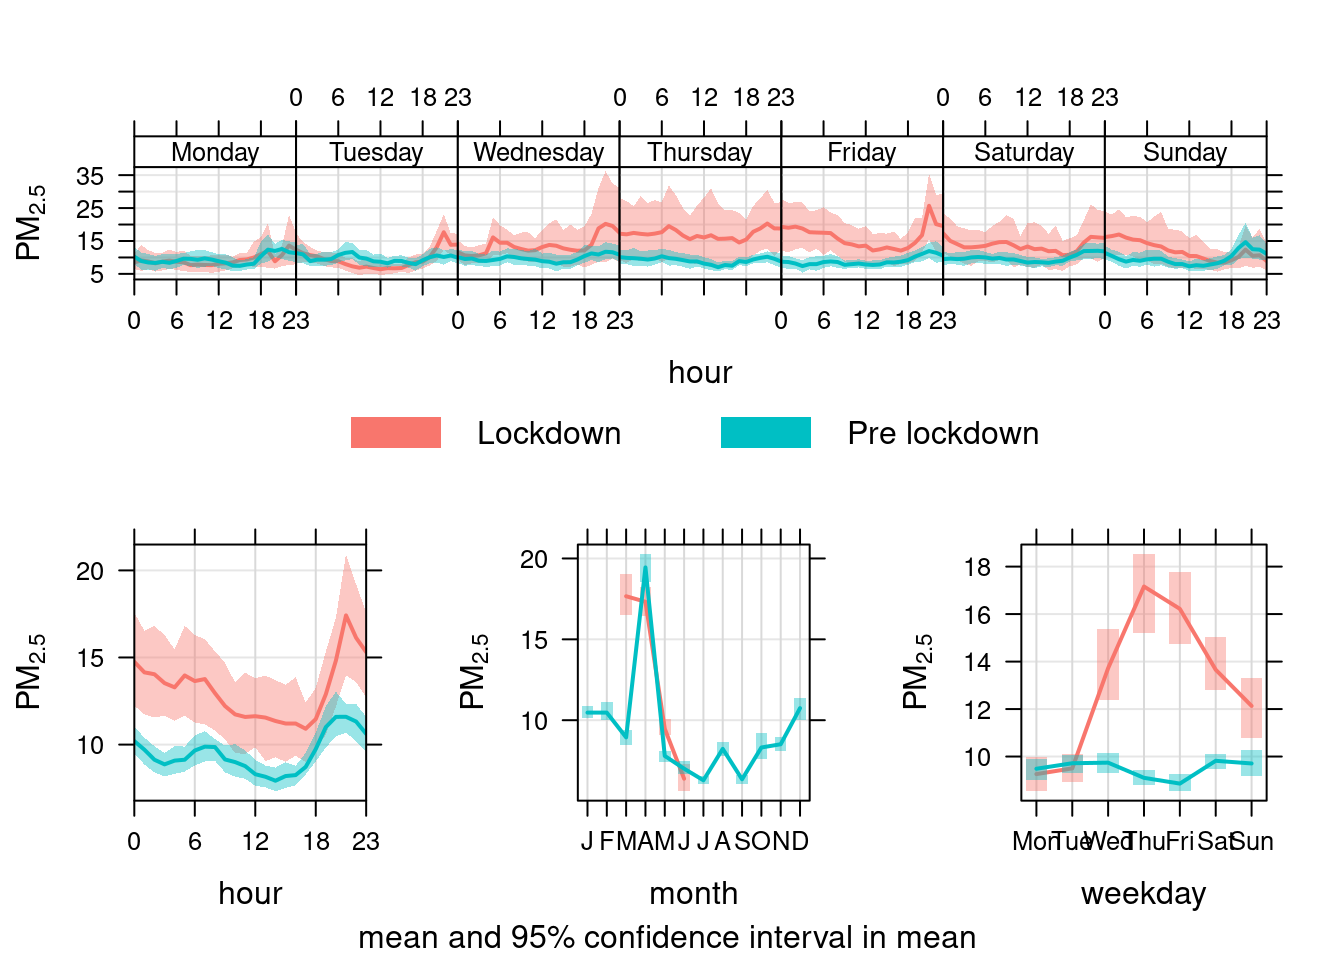 0 6 12 18 23 0 6 12 18 23 0 6 12 18 23
Monday Tuesday Wednesday Thursday Friday Saturday Sunday
PM2.5
35
25
15
5
0 6 12 18 23 0 6 12 18 23 0 6 12 18 23 0 6 12 18 23
hour
Lockdown Pre lockdown
PM2.5
20
15
10
0 6 12 18 23
hour
PM2.5
20
15
10
J F M A M J J A S O N D
month
PM2.5
18
16
14
12
10
Mon Tue Wed Thu Fri Sat Sun
weekday
mean and 95% confidence interval in mean